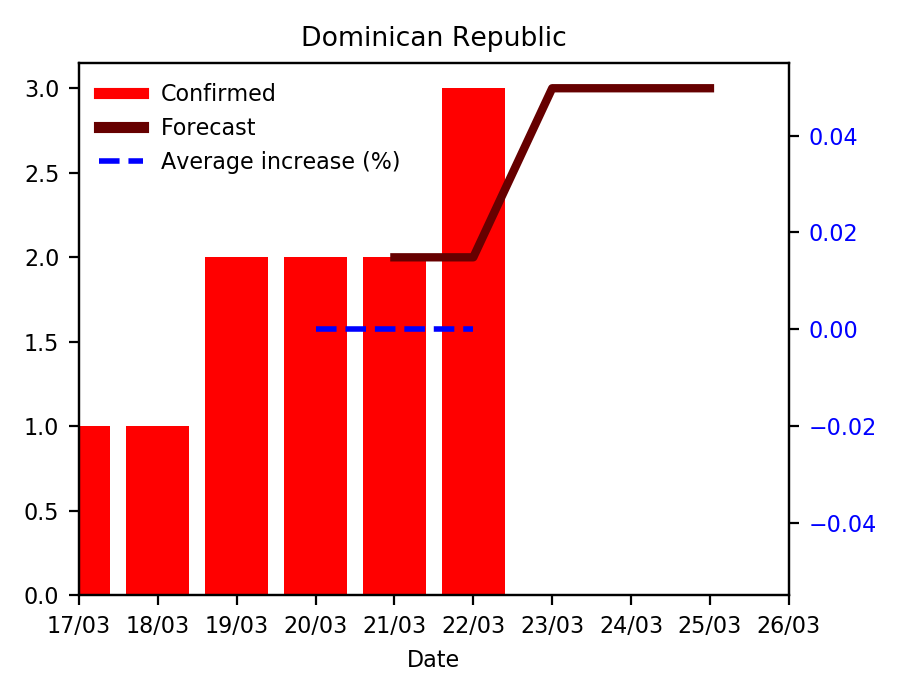 Dominican Republic
Confirmed
Forecast
Average increase (%)
3.0
2.5
2.0
1.5
1.0
0.5
0.0
0.04
0.02
0.00
−0.02
−0.04
17/03 18/03 19/03 20/03 21/03 22/03 23/03 24/03 25/03 26/03
Date